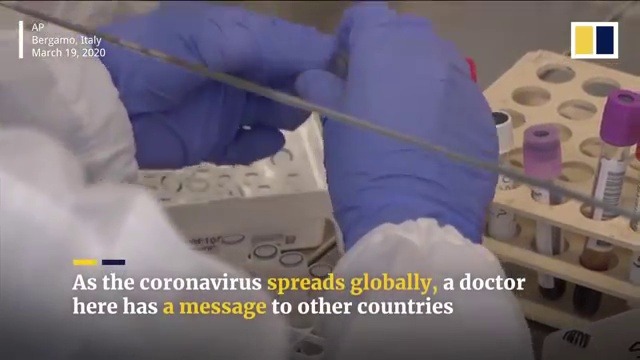 AP
Bergamo, Italy
March 19, 2020
As the coronavirus spreads globally, a doctor
here has a message to other countries